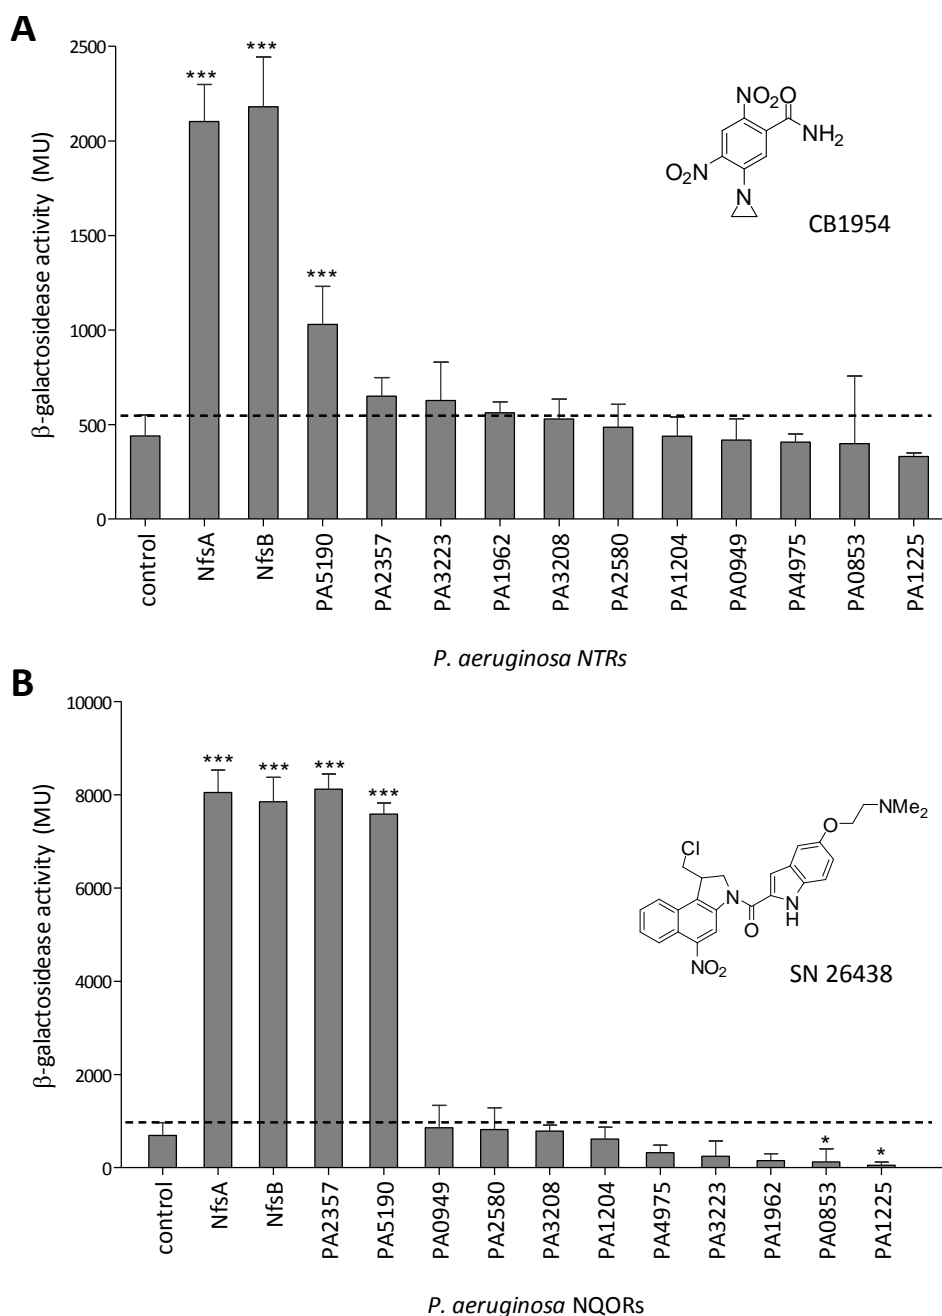 A
β-galactosidease activity (MU)
2500
2000
1500
1000
500
0
***
***
***
NO₂
O
NH₂
O₂N
N
CB1954
control
NfsA
NfsB
PA5190
PA2357
PA3223
PA1962
PA3208
PA2580
PA1204
PA0949
PA4975
PA0853
PA1225
P. aeruginosa NTRs
B
β-galactosidease activity (MU)
10000
8000
6000
4000
2000
0
***
***
***
***
*
*
NMe₂
O
Cl
N
O
N
H
NO₂
SN 26438
control
NfsA
NfsB
PA2357
PA5190
PA0949
PA2580
PA3208
PA1204
PA4975
PA3223
PA1962
PA0853
PA1225
P. aeruginosa NQORs